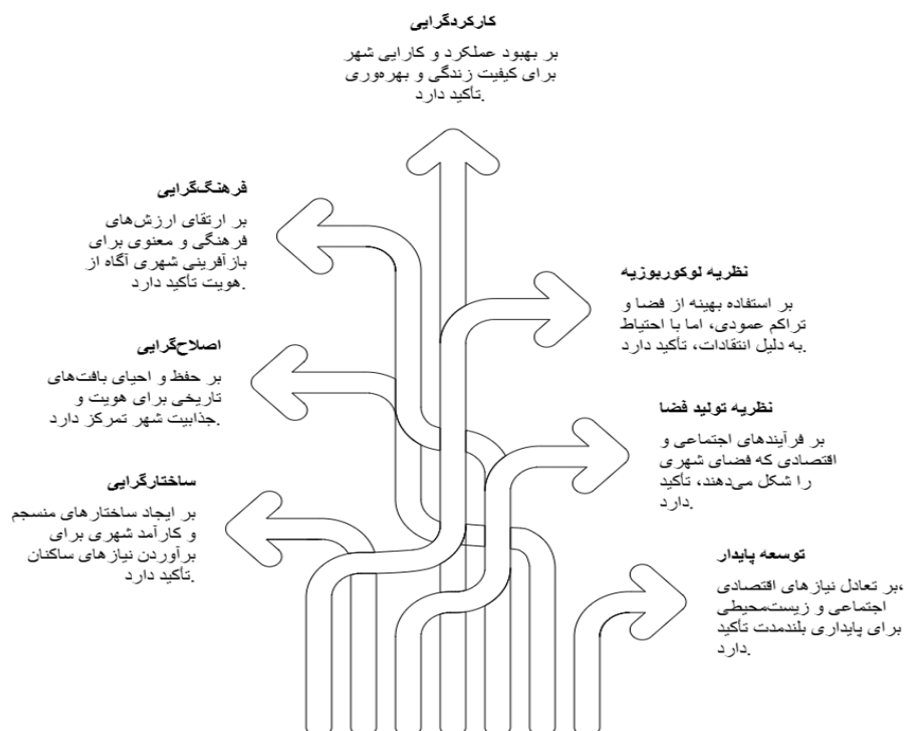 کارکردگرایی
بر بهبود عملکرد و کارایی شهر
برای کیفیت زندگی و بهره‌وری
تأکید دارد.
فرهنگ‌گرایی
بر ارتقای ارزش‌های
فرهنگی و معنوی برای
بازآفرینی شهری آگاه از
هویت تأکید دارد.
نظریه لوکوربوزیه
بر استفاده بهینه از فضا و
تراکم عمودی، اما با احتیاط
به دلیل انتقادات، تأکید دارد.
اصلاح‌گرایی
بر حفظ و احیای بافت‌های
تاریخی برای هویت و
جذابیت شهر تمرکز دارد.
نظریه تولید فضا
بر فرآیندهای اجتماعی و
اقتصادی که فضای شهری
را شکل می‌دهند، تأکید
دارد.
ساختارگرایی
بر ایجاد ساختارهای منسجم
و کارآمد شهری برای
برآوردن نیازهای ساکنان
تأکید دارد.
توسعه پایدار
بر تعادل نیازهای اقتصادی،
اجتماعی و زیست‌محیطی
برای پایداری بلندمدت تأکید
دارد.